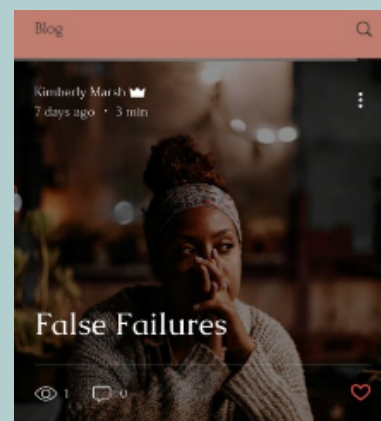 Blog
Kimberly Marsh
7 days ago · 3 min
False Failures
1 0